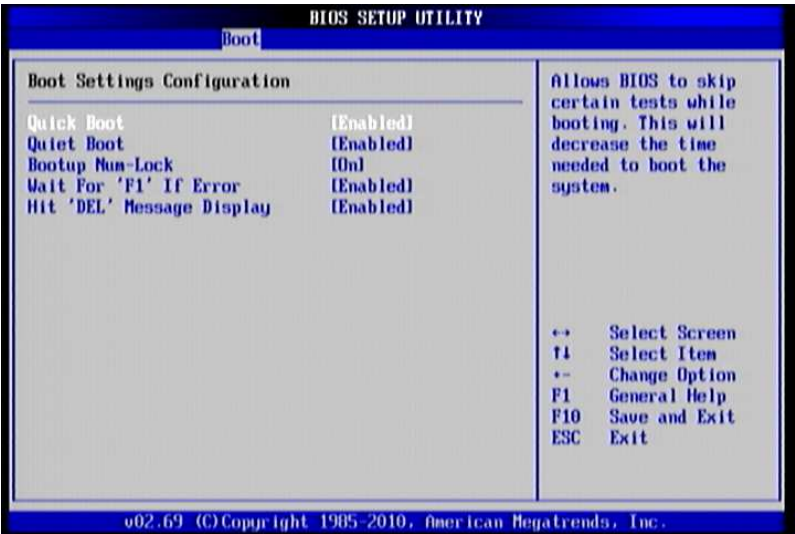 BIOS SETUP UTILITY
Boot
Boot Settings Configuration
Quick Boot [Enabled]
Quiet Boot [Enabled]
Bootup Num-Lock [On]
Wait For 'F1' If Error [Enabled]
Hit 'DEL' Message Display [Enabled]
Allows BIOS to skip
certain tests while
booting. This will
decrease the time
needed to boot the
system.
←→ Select Screen
↑↓ Select Item
+- Change Option
F1 General Help
F10 Save and Exit
ESC Exit
v02.69 (C)Copyright 1985-2010, American Megatrends, Inc.